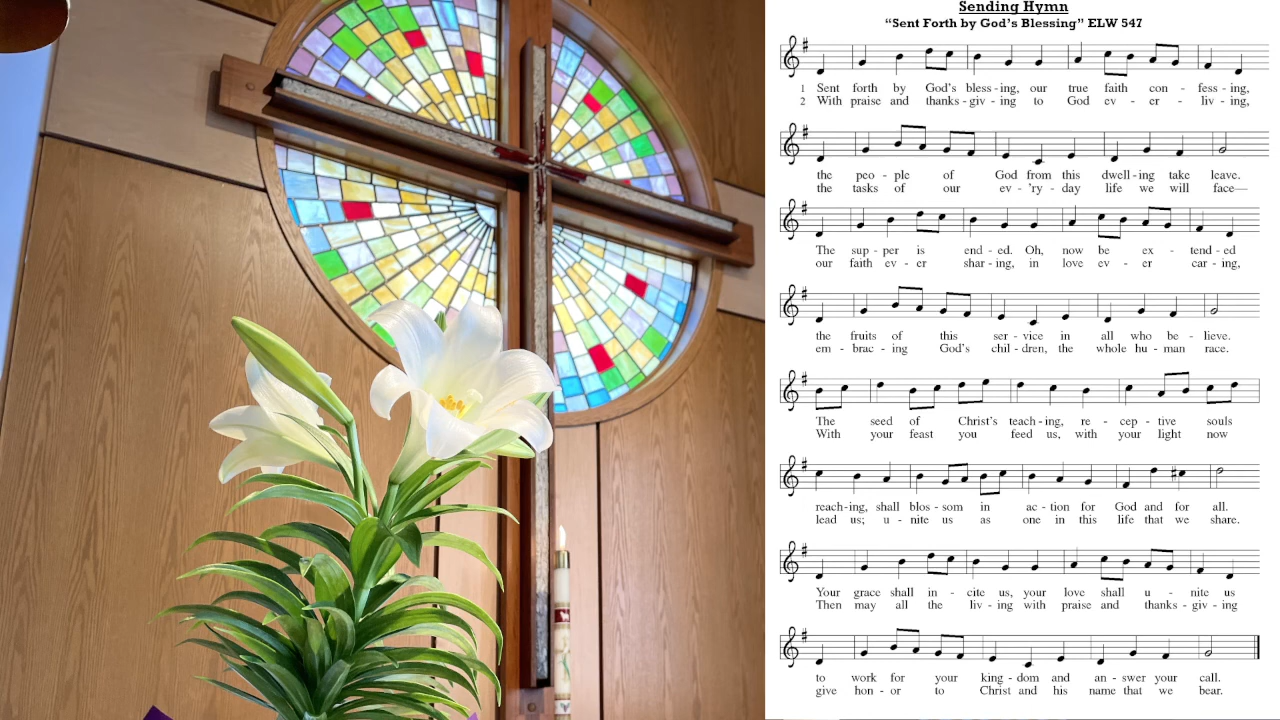 Sending Hymn
“Sent Forth by God’s Blessing” ELW 547
1 Sent forth by God’s bless - ing, our true faith con - fess - ing,
2 With praise and thanks - giv - ing to God ev - er - liv - ing,
the peo - ple of God from this dwell - ing take leave.
the tasks of our ev - ’ry - day life we will face—
The sup - per is end - ed. Oh, now be ex - tend - ed
our faith ev - er shar - ing, in love ev - er car - ing,
the fruits of this ser - vice in all who be - lieve.
em - brac - ing God’s chil - dren, the whole hu - man race.
The seed of Christ’s teach - ing, re - cep - tive souls
With your feast you feed us, with your light now
reach - ing, shall blos - som in ac - tion for God and for all.
lead us; u - nite us as one in this life that we share.
Your grace shall in - cite us, your love shall u - nite us
Then may all the liv - ing with praise and thanks - giv - ing
to work for your king - dom and an - swer your call.
give hon - or to Christ and his name that we bear.